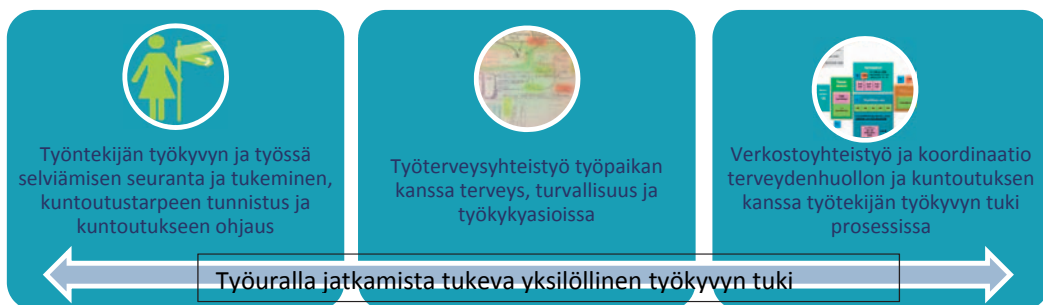 Työntekijän työkyvyn ja työssä
selviämisen seuranta ja tukeminen,
kuntoutustarpeen tunnistus ja
kuntoutukseen ohjaus
Työterveysyhteistyö työpaikan
kanssa terveys, turvallisuus ja
työkykyasioissa
Verkostoyhteistyö ja koordinaatio
terveydenhuollon ja kuntoutuksen
kanssa työtekijän työkyvyn tuki
prosessissa
Työuralla jatkamista tukeva yksilöllinen työkyvyn tuki